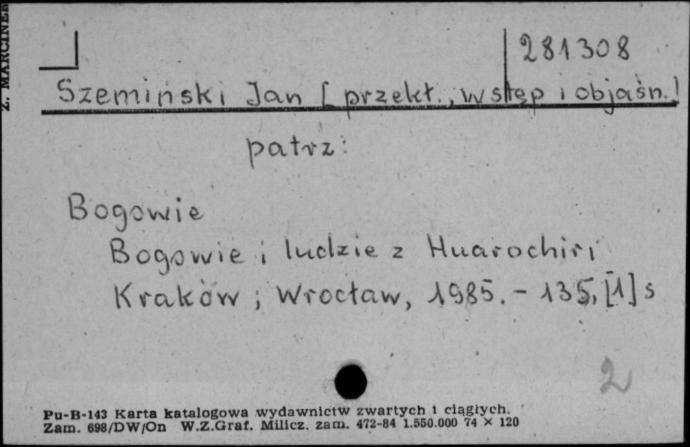 Z. MARCINEK
281308
Szemiński Jan [przekł., wstęp i objaśn.]
patrz:
Bogowie
Bogowie i ludzie z Huarochiri
Kraków ; Wrocław, 1985. - 135, [1] s
2
Pu-B-143 Karta katalogowa wydawnictw zwartych i ciągłych.
Zam. 698/DW/On W.Z.Graf. Milicz. zam. 472-84 1.550.000 74 × 120